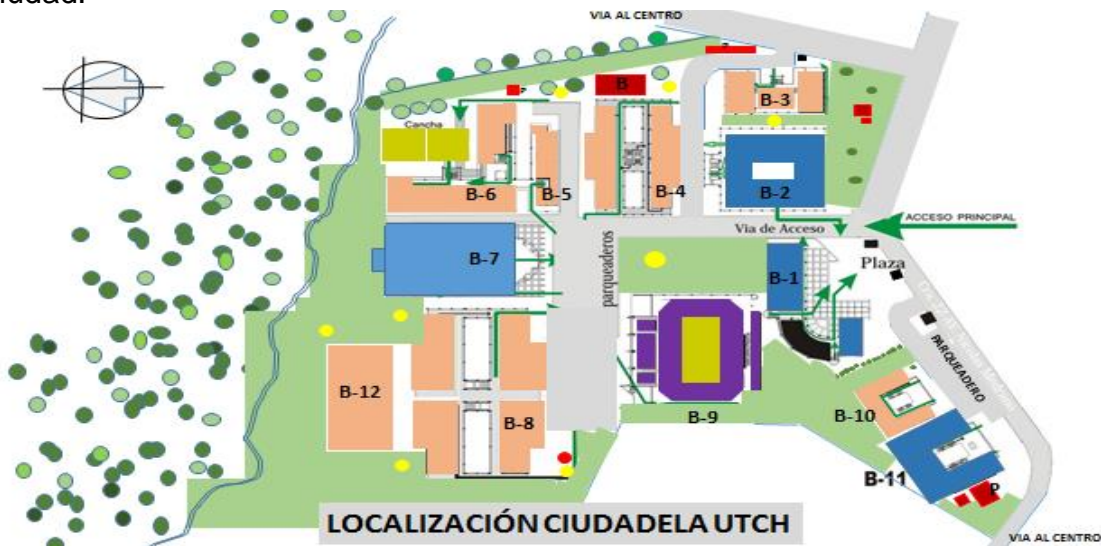 VIA AL CENTRO
B
B-3
Cancha
B-2
B-6
B-5
B-4
ACCESO PRINCIPAL
Via de Acceso
B-7
parqueaderos
B-1
Plaza
PARQUEADERO
B-12
B-8
B-9
B-10
B-11
P
LOCALIZACIÓN CIUDADELA UTCH
VIA AL CENTRO